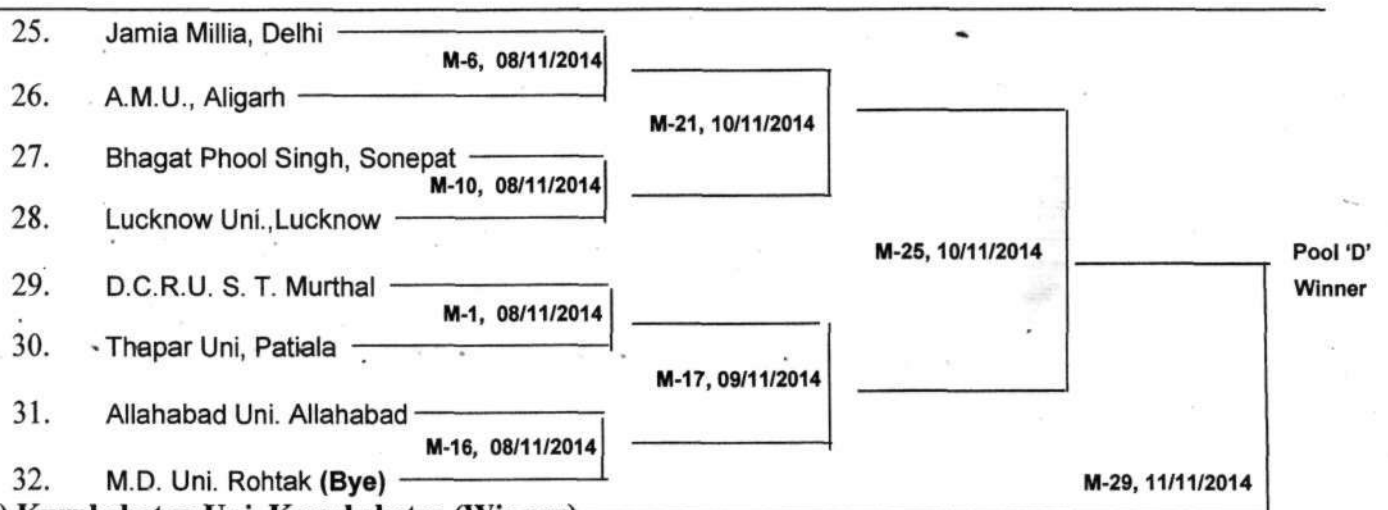 25. Jamia Millia, Delhi
M-6, 08/11/2014
26. A.M.U., Aligarh
M-21, 10/11/2014
27. Bhagat Phool Singh, Sonepat
M-10, 08/11/2014
28. Lucknow Uni.,Lucknow
M-25, 10/11/2014
Pool 'D'
Winner
29. D.C.R.U. S. T. Murthal
M-1, 08/11/2014
30. Thapar Uni, Patiala
M-17, 09/11/2014
31. Allahabad Uni. Allahabad
M-16, 08/11/2014
32. M.D. Uni. Rohtak (Bye)
M-29, 11/11/2014